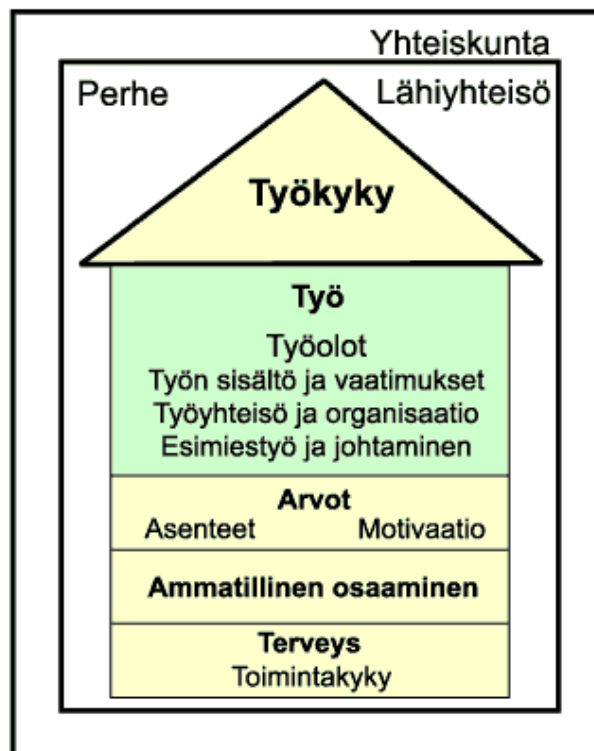 Yhteiskunta
Perhe Lähiyhteisö
Työkyky
Työ
Työolot
Työn sisältö ja vaatimukset
Työyhteisö ja organisaatio
Esimiestyö ja johtaminen
Arvot
Asenteet Motivaatio
Ammatillinen osaaminen
Terveys
Toimintakyky